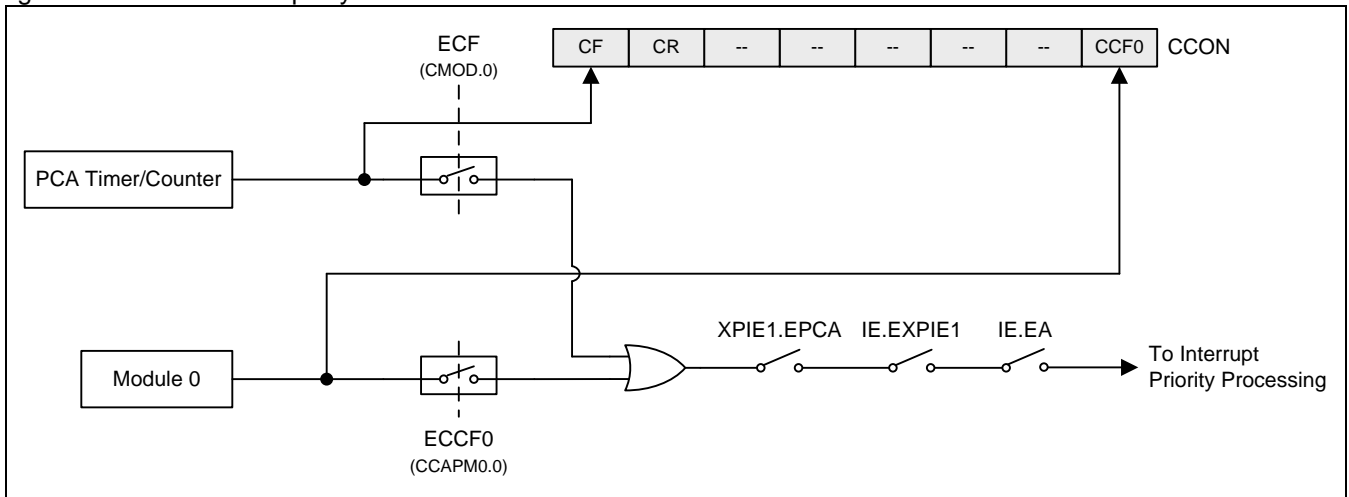 ECF
(CMOD.0)
CF CR -- -- -- -- -- CCF0 CCON
PCA Timer/Counter
XPIE1.EPCA IE.EXPIE1 IE.EA
Module 0
To Interrupt
Priority Processing
ECCF0
(CCAPM0.0)